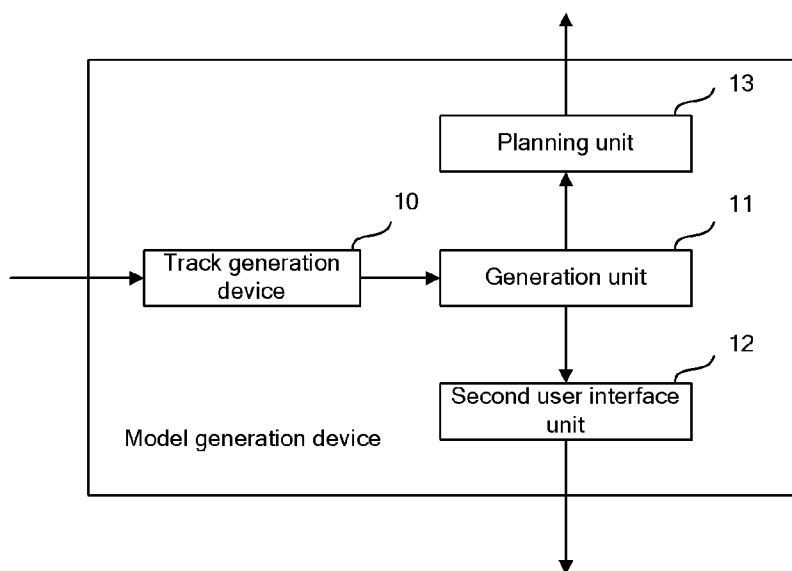 13
Planning unit
10
11
Track generation
device
Generation unit
12
Second user interface
unit
Model generation device